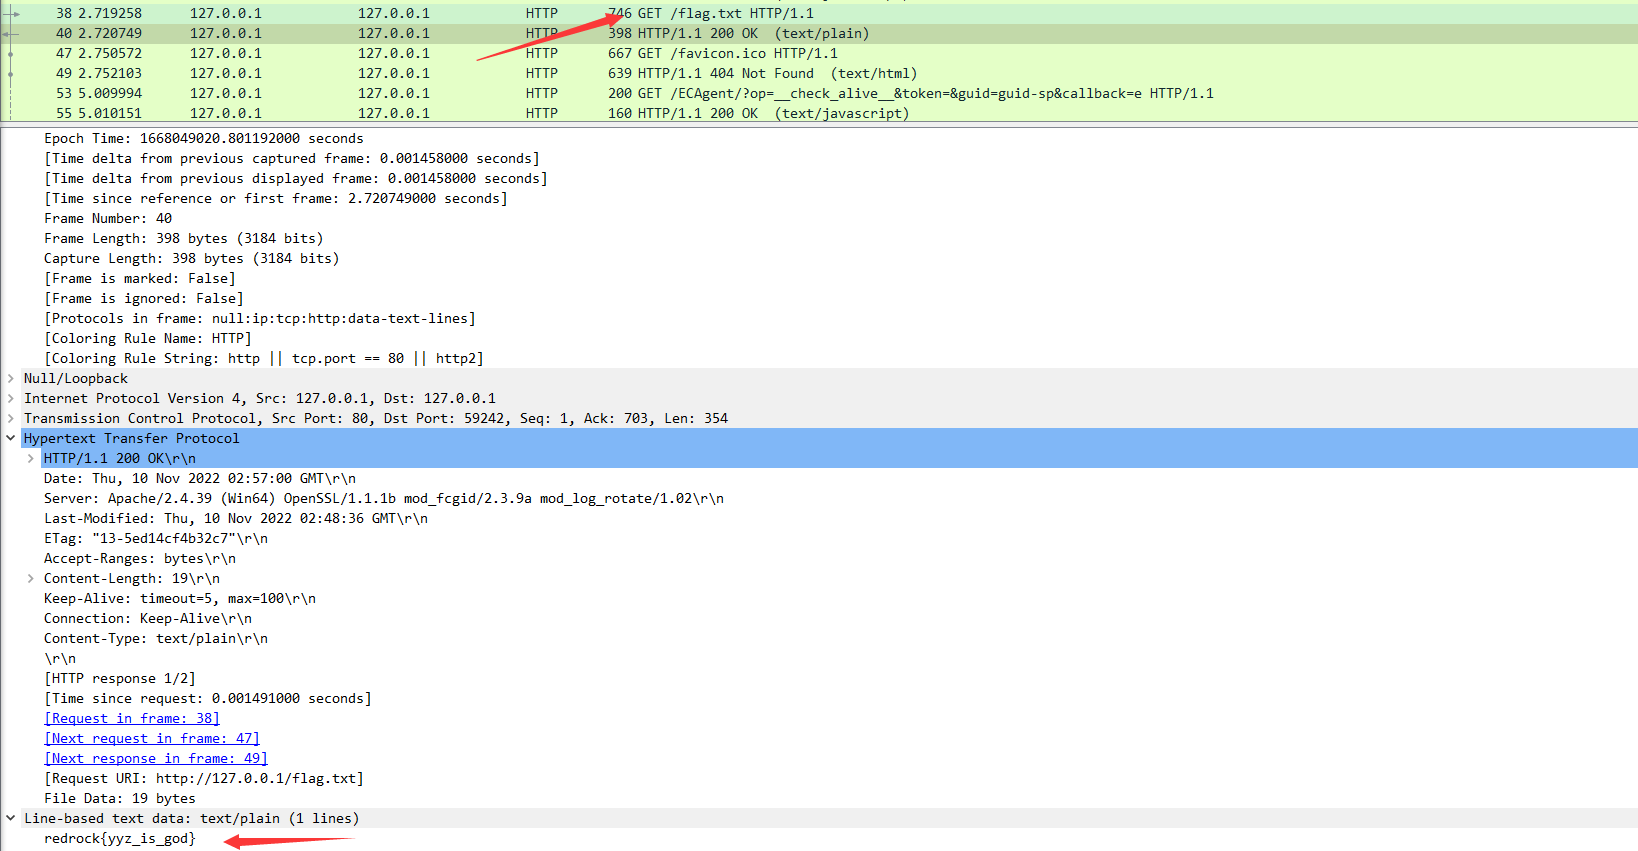 38 2.719258 127.0.0.1 127.0.0.1 HTTP 746 GET /flag.txt HTTP/1.1
40 2.720749 127.0.0.1 127.0.0.1 HTTP 398 HTTP/1.1 200 OK  (text/plain)
47 2.750572 127.0.0.1 127.0.0.1 HTTP 667 GET /favicon.ico HTTP/1.1
49 2.752103 127.0.0.1 127.0.0.1 HTTP 639 HTTP/1.1 404 Not Found  (text/html)
53 5.009994 127.0.0.1 127.0.0.1 HTTP 200 GET /ECAgent/?op=__check_alive__&token=&guid=guid-sp&callback=e HTTP/1.1
55 5.010151 127.0.0.1 127.0.0.1 HTTP 160 HTTP/1.1 200 OK  (text/javascript)
Epoch Time: 1668049020.801192000 seconds
[Time delta from previous captured frame: 0.001458000 seconds]
[Time delta from previous displayed frame: 0.001458000 seconds]
[Time since reference or first frame: 2.720749000 seconds]
Frame Number: 40
Frame Length: 398 bytes (3184 bits)
Capture Length: 398 bytes (3184 bits)
[Frame is marked: False]
[Frame is ignored: False]
[Protocols in frame: null:ip:tcp:http:data-text-lines]
[Coloring Rule Name: HTTP]
[Coloring Rule String: http || tcp.port == 80 || http2]
Null/Loopback
Internet Protocol Version 4, Src: 127.0.0.1, Dst: 127.0.0.1
Transmission Control Protocol, Src Port: 80, Dst Port: 59242, Seq: 1, Ack: 703, Len: 354
Hypertext Transfer Protocol
HTTP/1.1 200 OK\r\n
Date: Thu, 10 Nov 2022 02:57:00 GMT\r\n
Server: Apache/2.4.39 (Win64) OpenSSL/1.1.1b mod_fcgid/2.3.9a mod_log_rotate/1.02\r\n
Last-Modified: Thu, 10 Nov 2022 02:48:36 GMT\r\n
ETag: "13-5ed14cf4b32c7"\r\n
Accept-Ranges: bytes\r\n
Content-Length: 19\r\n
Keep-Alive: timeout=5, max=100\r\n
Connection: Keep-Alive\r\n
Content-Type: text/plain\r\n
\r\n
[HTTP response 1/2]
[Time since request: 0.001491000 seconds]
[Request in frame: 38]
[Next request in frame: 47]
[Next response in frame: 49]
[Request URI: http://127.0.0.1/flag.txt]
File Data: 19 bytes
Line-based text data: text/plain (1 lines)
redrock{yyz_is_god}